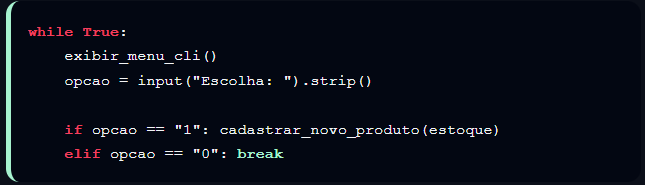 while True:
    exibir_menu_cli()
    opcao = input("Escolha: ").strip()

    if opcao == "1": cadastrar_novo_produto(estoque)
    elif opcao == "0": break